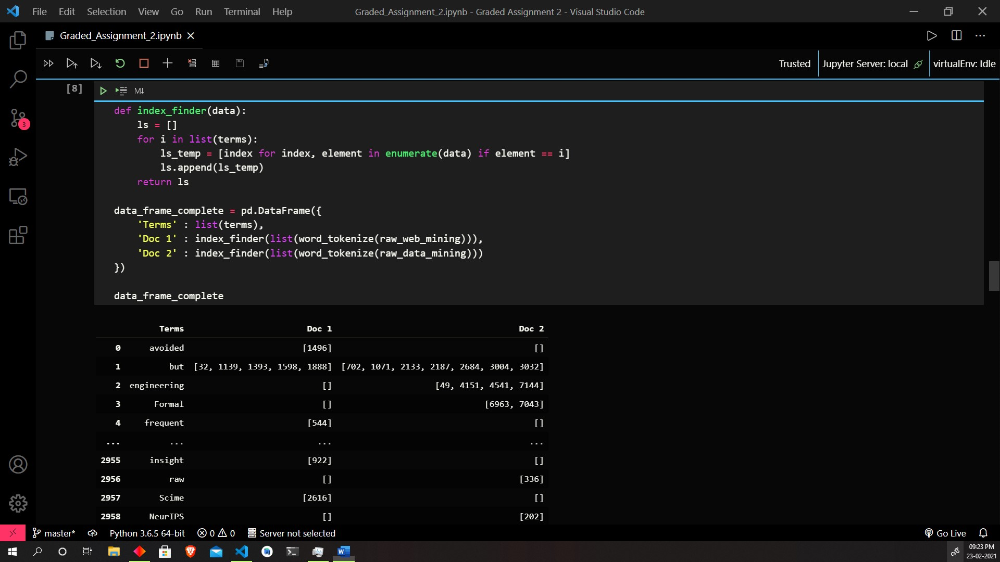 File Edit Selection View Go Run Terminal Help Graded_Assignment_2.ipynb - Graded Assignment 2 - Visual Studio Code
Graded_Assignment_2.ipynb
Trusted Jupyter Server: local virtualEnv: Idle
[8] M↓
def index_finder(data):
    ls = []
    for i in list(terms):
        ls_temp = [index for index, element in enumerate(data) if element == i]
        ls.append(ls_temp)
    return ls
data_frame_complete = pd.DataFrame({
    'Terms' : list(terms),
    'Doc 1' : index_finder(list(word_tokenize(raw_web_mining))),
    'Doc 2' : index_finder(list(word_tokenize(raw_data_mining)))
})
data_frame_complete
Terms Doc 1 Doc 2
0 avoided [1496] []
1 but [32, 1139, 1393, 1598, 1888] [702, 1071, 2133, 2187, 2684, 3004, 3032]
2 engineering [] [49, 4151, 4541, 7144]
3 Formal [] [6963, 7043]
4 frequent [544] []
... ... ... ...
2955 insight [922] []
2956 raw [] [336]
2957 Scime [2616] []
2958 NeurIPS [] [202]
3
master* Python 3.6.5 64-bit 0 0 Server not selected Go Live
09:23 PM
23-02-2021